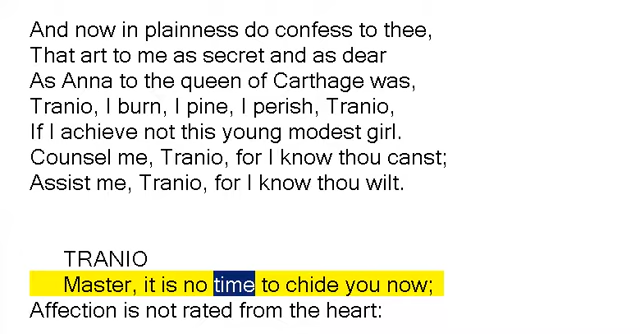 And now in plainness do confess to thee,
That art to me as secret and as dear
As Anna to the queen of Carthage was,
Tranio, I burn, I pine, I perish, Tranio,
If I achieve not this young modest girl.
Counsel me, Tranio, for I know thou canst;
Assist me, Tranio, for I know thou wilt.
TRANIO
Master, it is no time to chide you now;
Affection is not rated from the heart: